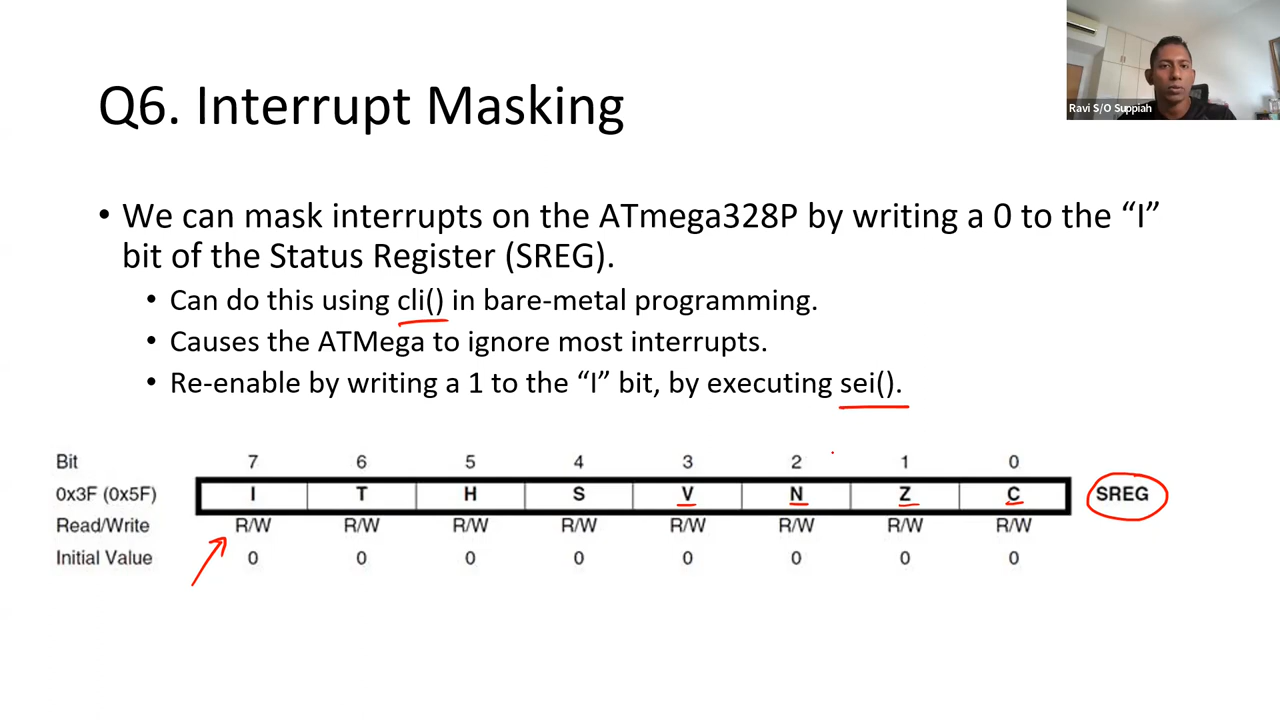 Q6. Interrupt Masking
Ravi S/O Suppiah
• We can mask interrupts on the ATmega328P by writing a 0 to the “I”
bit of the Status Register (SREG).
• Can do this using cli() in bare-metal programming.
• Causes the ATMega to ignore most interrupts.
• Re-enable by writing a 1 to the “I” bit, by executing sei().
Bit 7 6 5 4 3 2 1 0
0x3F (0x5F) I T H S V N Z C SREG
Read/Write R/W R/W R/W R/W R/W R/W R/W R/W
Initial Value 0 0 0 0 0 0 0 0